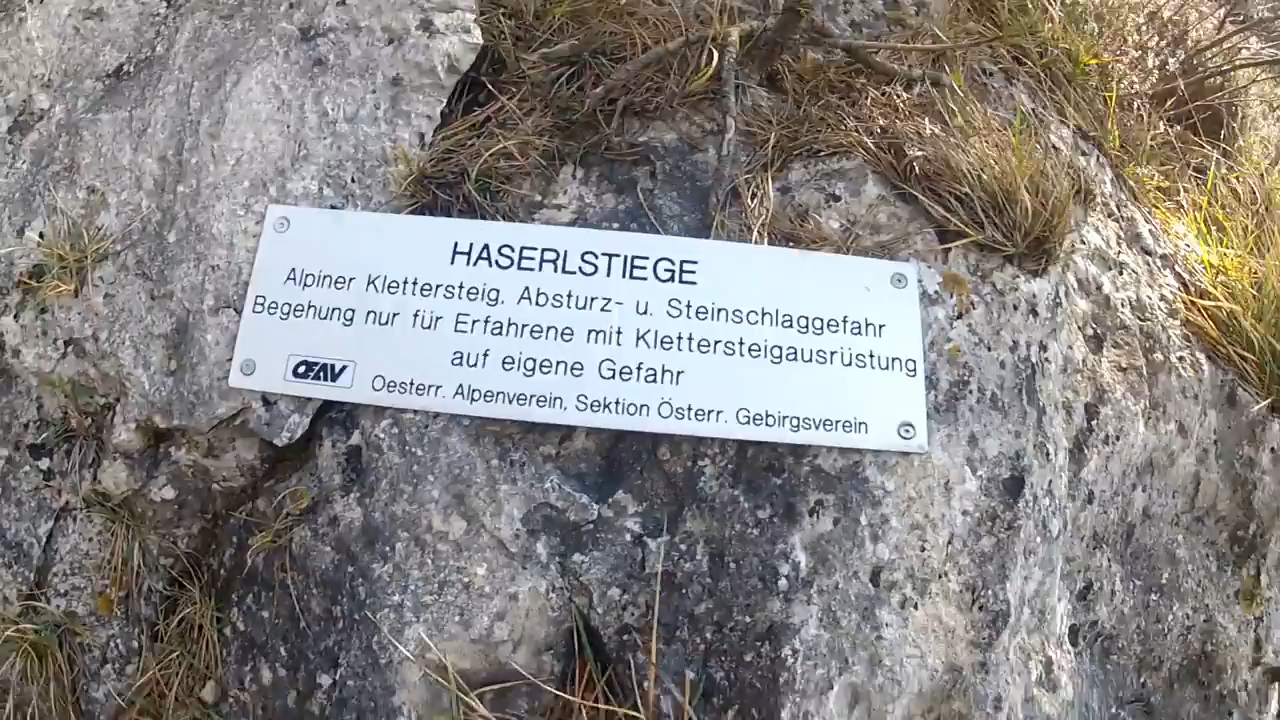 HASERLSTIEGE
Alpiner Klettersteig, Absturz- u. Steinschlaggefahr
Begehung nur für Erfahrene mit Klettersteigausrüstung
auf eigene Gefahr
OEAV Oesterr. Alpenverein, Sektion Österr. Gebirgsverein